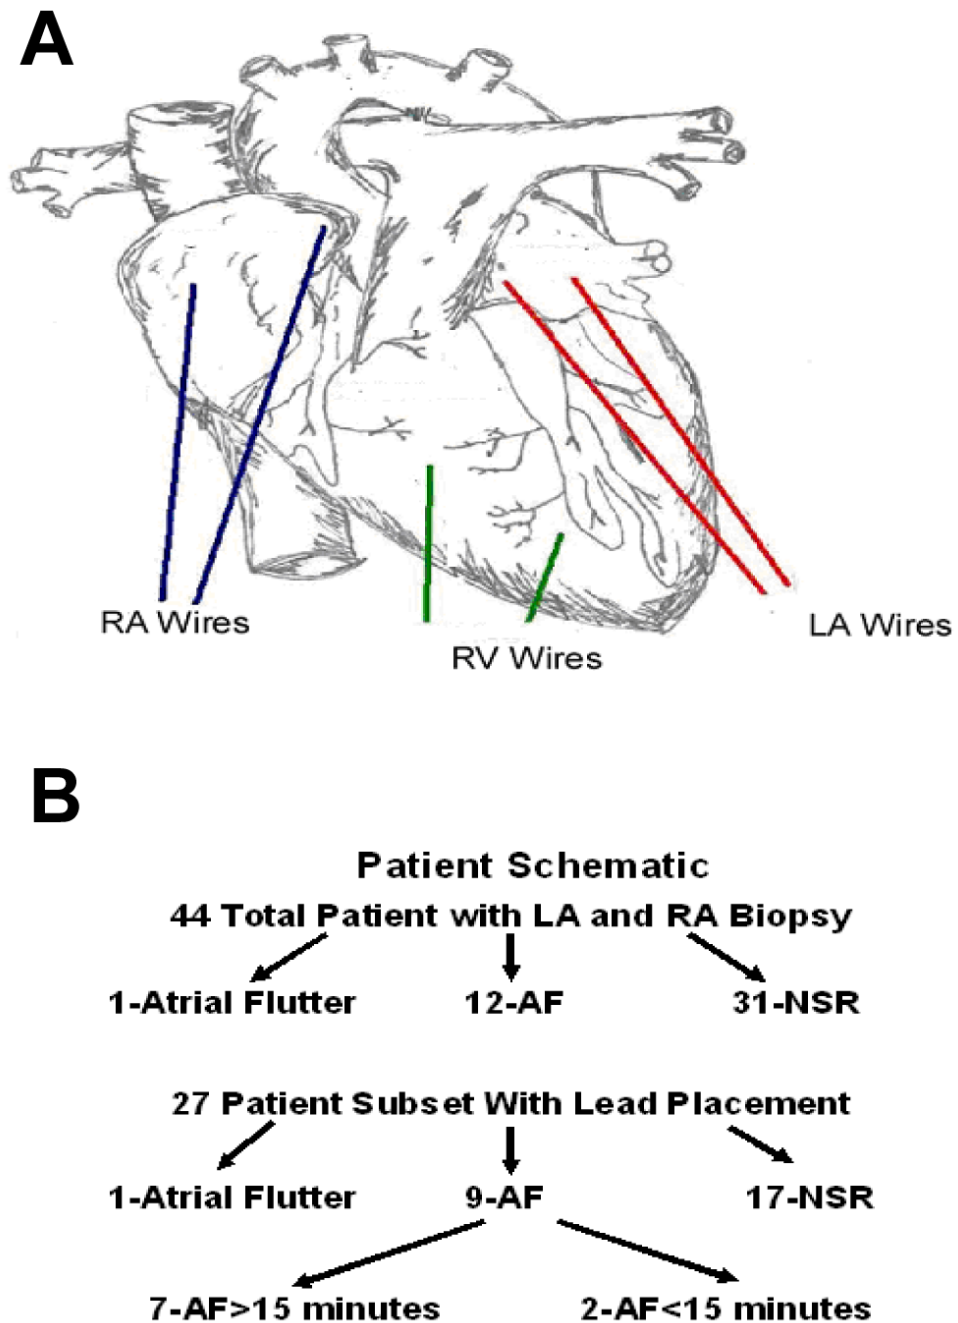 A
RA Wires
RV Wires
LA Wires
B
Patient Schematic
44 Total Patient with LA and RA Biopsy
1-Atrial Flutter 12-AF 31-NSR
27 Patient Subset With Lead Placement
1-Atrial Flutter 9-AF 17-NSR
7-AF>15 minutes 2-AF<15 minutes